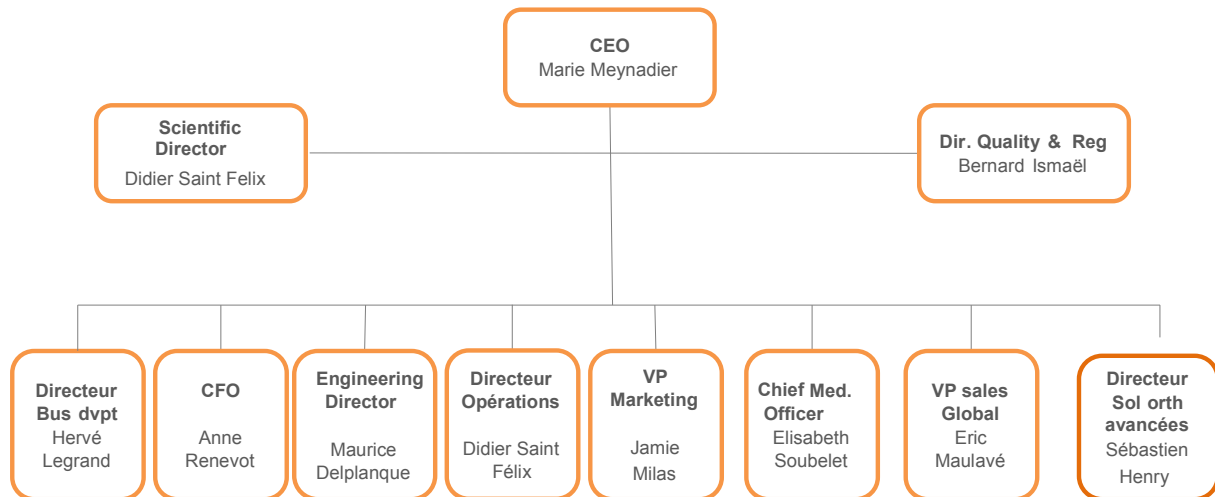 CEO
Marie Meynadier
Scientific
Director
Didier Saint Felix
Dir. Quality & Reg
Bernard Ismaël
Directeur
Bus dvpt
Hervé
Legrand
CFO
Anne
Renevot
Engineering
Director
Maurice
Delplanque
Directeur
Opérations
Didier Saint
Félix
VP
Marketing
Jamie
Milas
Chief Med.
Officer
Elisabeth
Soubelet
VP sales
Global
Eric
Maulavé
Directeur
Sol orth
avancées
Sébastien
Henry